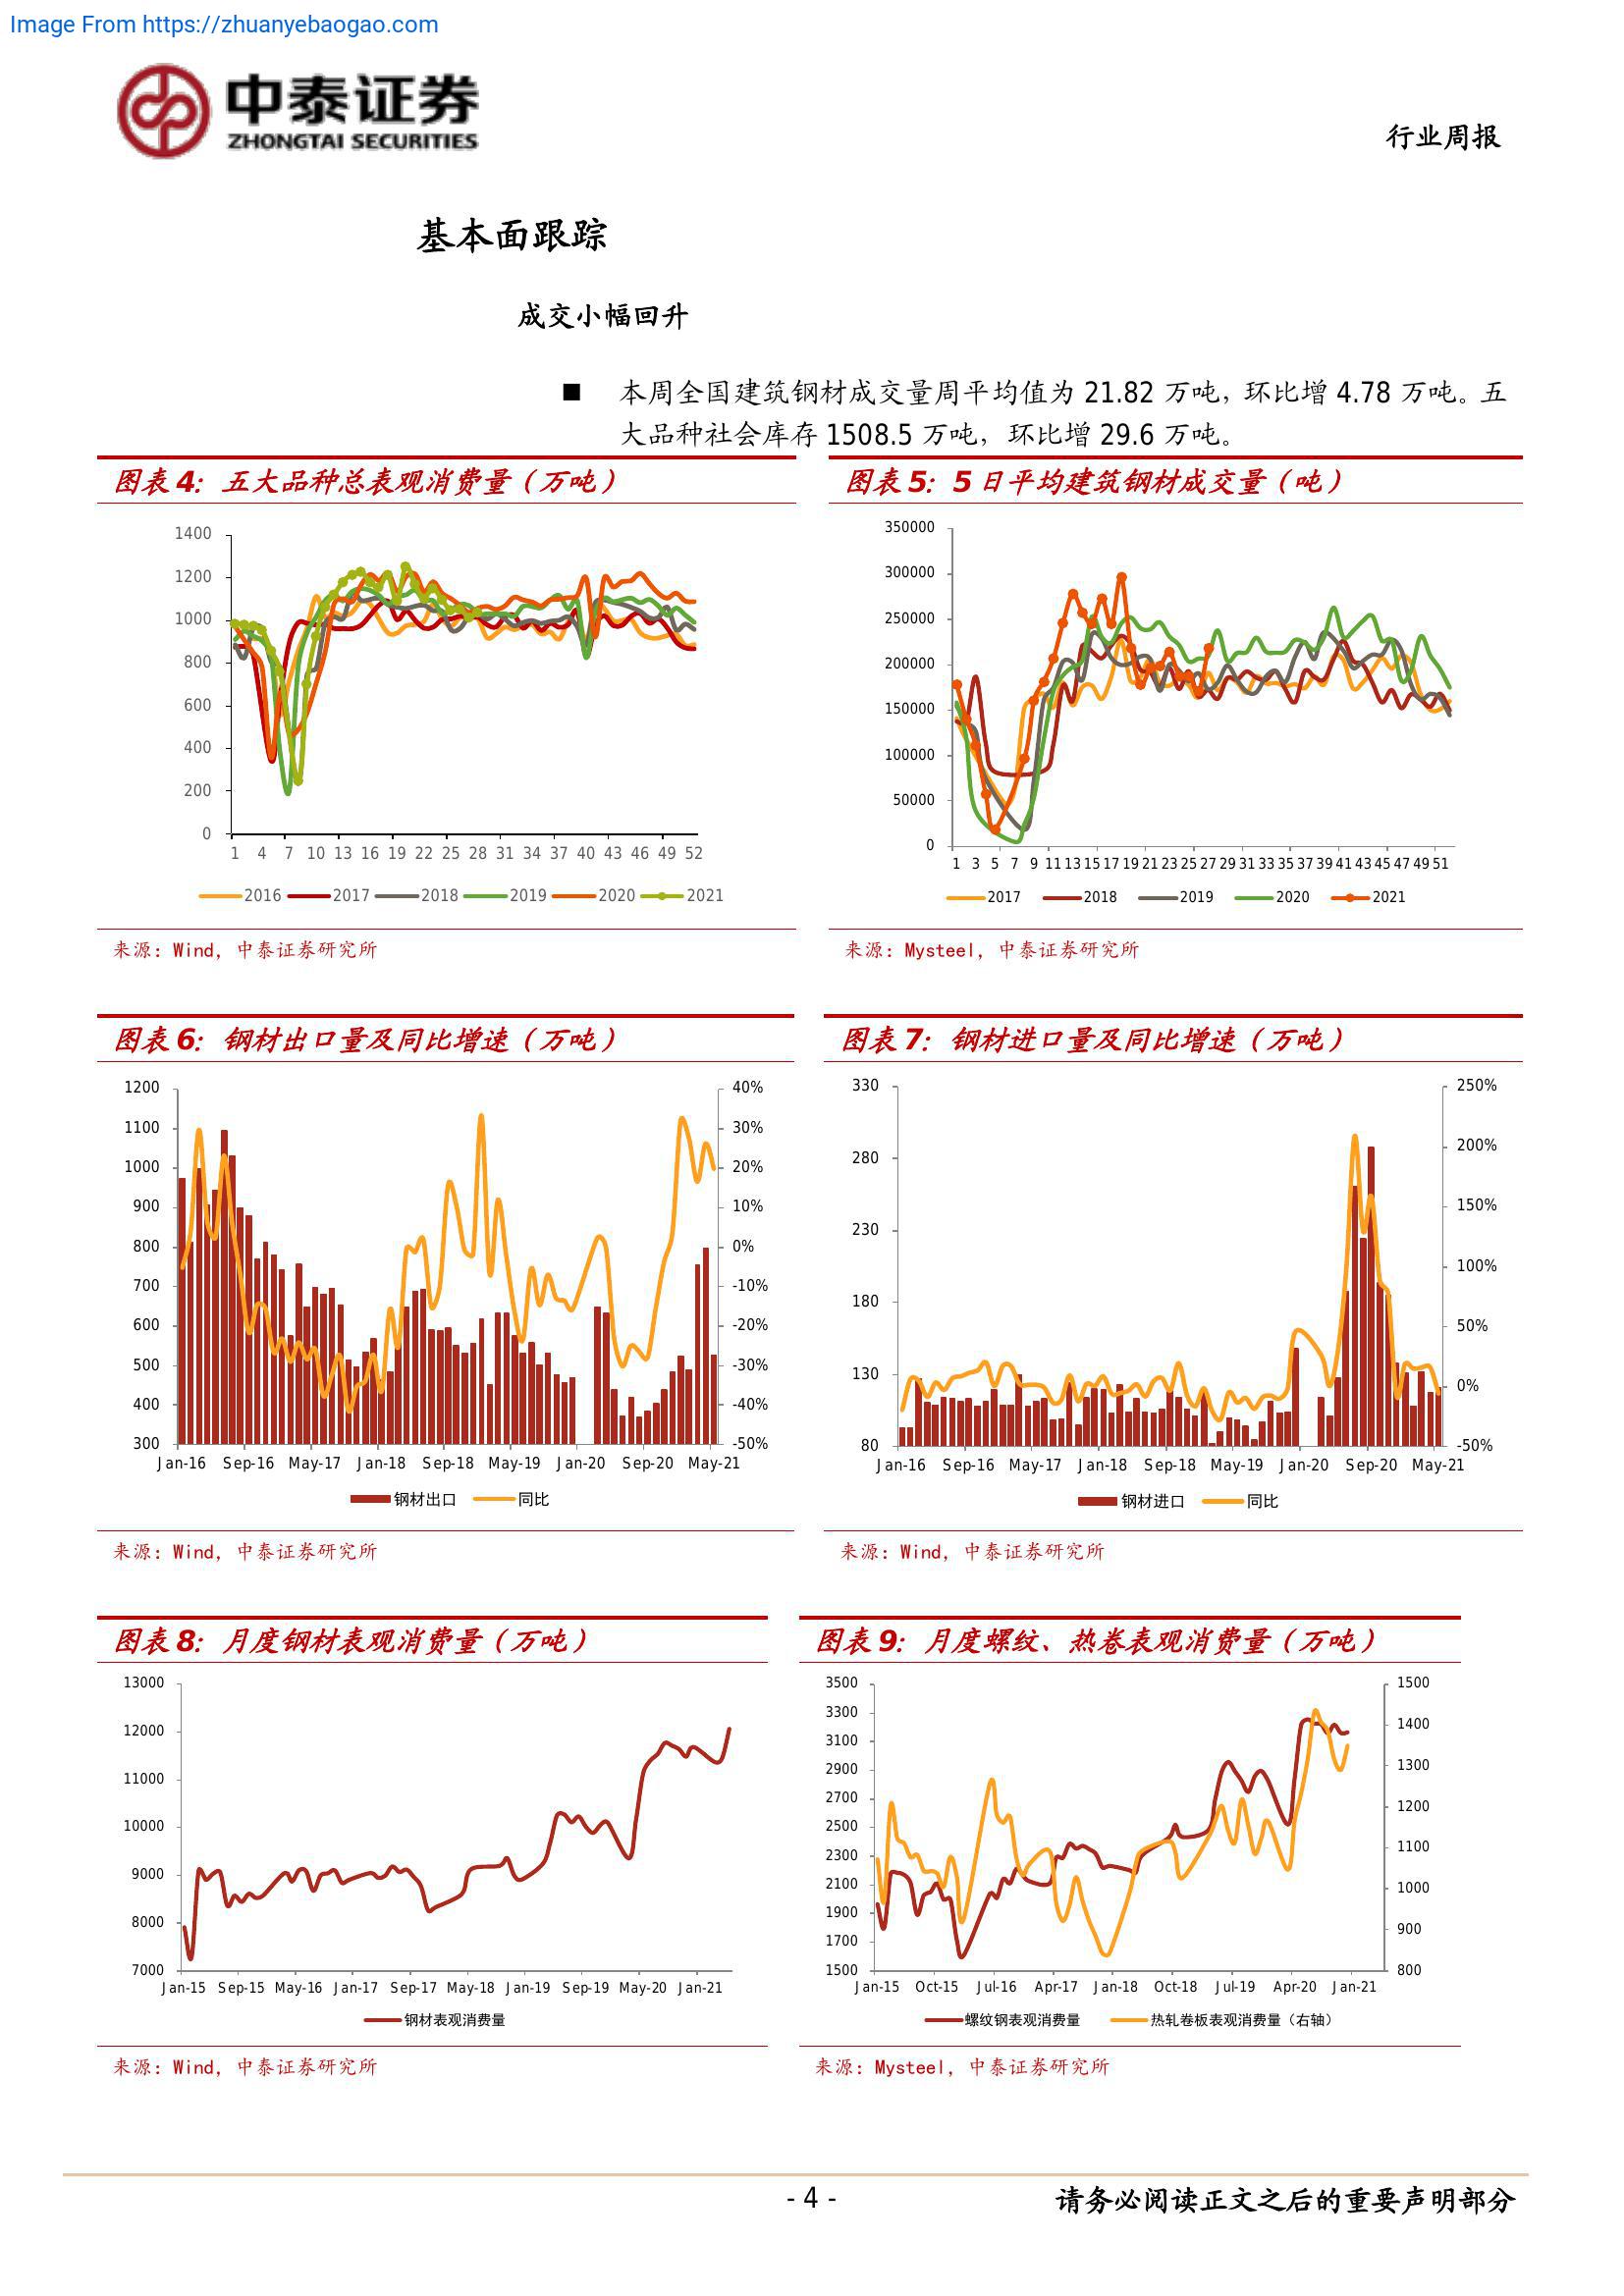 Image From https://zhuanyebaogao.com
中泰证券
ZHONGTAI SECURITIES
行业周报
基本面跟踪
成交小幅回升
■ 本周全国建筑钢材成交量周平均值为 21.82 万吨，环比增 4.78 万吨。五
大品种社会库存 1508.5 万吨，环比增 29.6 万吨。
图表 4：五大品种总表观消费量（万吨）
1400
1200
1000
800
600
400
200
0
1 4 7 10 13 16 19 22 25 28 31 34 37 40 43 46 49 52
2016 2017 2018 2019 2020 2021
来源：Wind，中泰证券研究所
图表 5：5 日平均建筑钢材成交量（吨）
350000
300000
250000
200000
150000
100000
50000
0
1 3 5 7 9 11 13 15 17 19 21 23 25 27 29 31 33 35 37 39 41 43 45 47 49 51
2017 2018 2019 2020 2021
来源：Mysteel，中泰证券研究所
图表 6：钢材出口量及同比增速（万吨）
1200
1100
1000
900
800
700
600
500
400
300
40%
30%
20%
10%
0%
-10%
-20%
-30%
-40%
-50%
Jan-16 Sep-16 May-17 Jan-18 Sep-18 May-19 Jan-20 Sep-20 May-21
钢材出口 同比
来源：Wind，中泰证券研究所
图表 7：钢材进口量及同比增速（万吨）
330
280
230
180
130
80
250%
200%
150%
100%
50%
0%
-50%
Jan-16 Sep-16 May-17 Jan-18 Sep-18 May-19 Jan-20 Sep-20 May-21
钢材进口 同比
来源：Wind，中泰证券研究所
图表 8：月度钢材表观消费量（万吨）
13000
12000
11000
10000
9000
8000
7000
Jan-15 Sep-15 May-16 Jan-17 Sep-17 May-18 Jan-19 Sep-19 May-20 Jan-21
钢材表观消费量
来源：Wind，中泰证券研究所
图表 9：月度螺纹、热卷表观消费量（万吨）
3500
3300
3100
2900
2700
2500
2300
2100
1900
1700
1500
1500
1400
1300
1200
1100
1000
900
800
Jan-15 Oct-15 Jul-16 Apr-17 Jan-18 Oct-18 Jul-19 Apr-20 Jan-21
螺纹钢表观消费量 热轧卷板表观消费量（右轴）
来源：Mysteel，中泰证券研究所
- 4 -
请务必阅读正文之后的重要声明部分